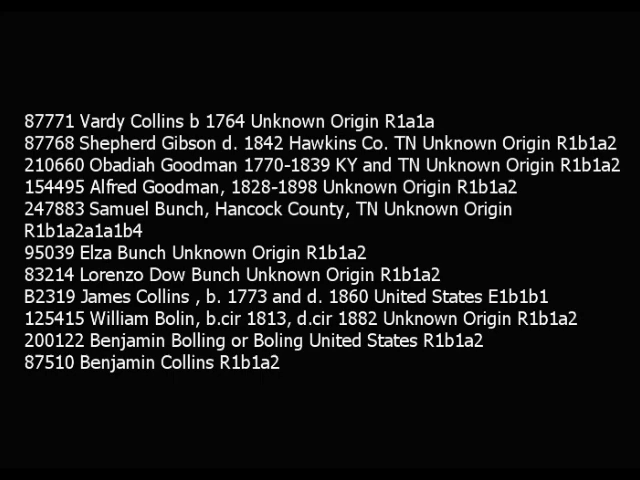 87771 Vardy Collins b 1764 Unknown Origin R1a1a
87768 Shepherd Gibson d. 1842 Hawkins Co. TN Unknown Origin R1b1a2
210660 Obadiah Goodman 1770-1839 KY and TN Unknown Origin R1b1a2
154495 Alfred Goodman, 1828-1898 Unknown Origin R1b1a2
247883 Samuel Bunch, Hancock County, TN Unknown Origin
R1b1a2a1a1b4
95039 Elza Bunch Unknown Origin R1b1a2
83214 Lorenzo Dow Bunch Unknown Origin R1b1a2
B2319 James Collins , b. 1773 and d. 1860 United States E1b1b1
125415 William Bolin, b.cir 1813, d.cir 1882 Unknown Origin R1b1a2
200122 Benjamin Bolling or Boling United States R1b1a2
87510 Benjamin Collins R1b1a2